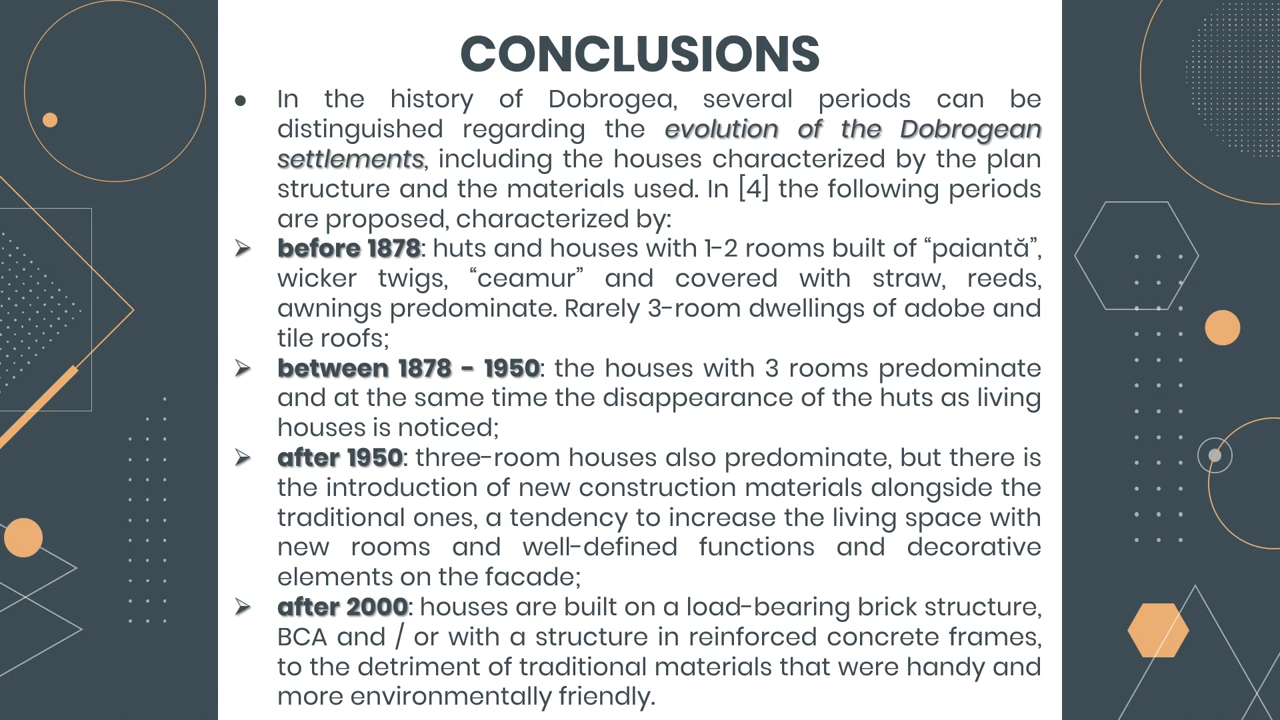 CONCLUSIONS
● In the history of Dobrogea, several periods can be
distinguished regarding the evolution of the Dobrogean
settlements, including the houses characterized by the plan
structure and the materials used. In [4] the following periods
are proposed, characterized by:
➢ before 1878: huts and houses with 1-2 rooms built of “paiantă”,
wicker twigs, “ceamur” and covered with straw, reeds,
awnings predominate. Rarely 3-room dwellings of adobe and
tile roofs;
➢ between 1878 - 1950: the houses with 3 rooms predominate
and at the same time the disappearance of the huts as living
houses is noticed;
➢ after 1950: three-room houses also predominate, but there is
the introduction of new construction materials alongside the
traditional ones, a tendency to increase the living space with
new rooms and well-defined functions and decorative
elements on the facade;
➢ after 2000: houses are built on a load-bearing brick structure,
BCA and / or with a structure in reinforced concrete frames,
to the detriment of traditional materials that were handy and
more environmentally friendly.